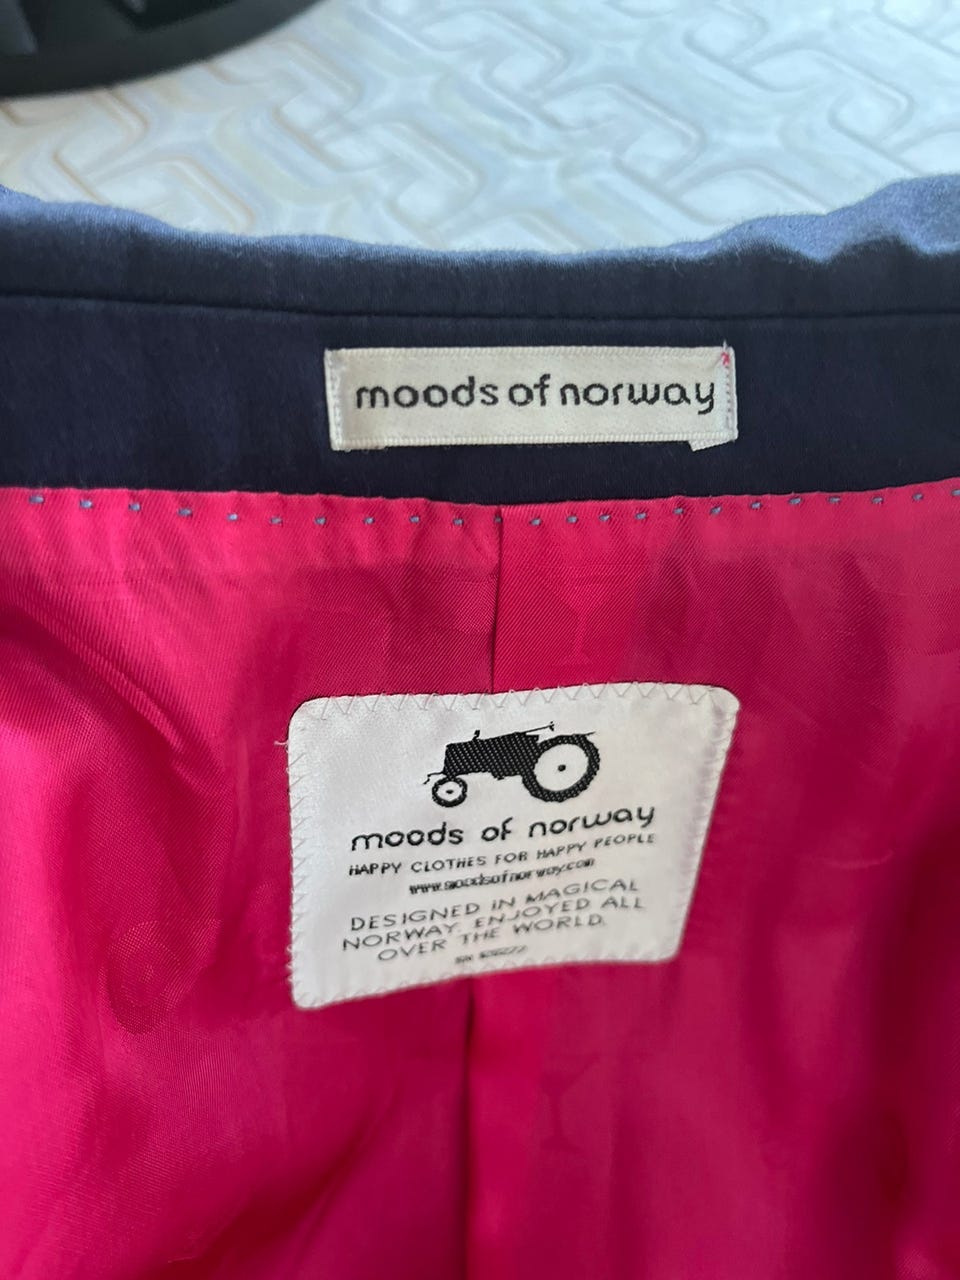 moods of norway
moods of norway
HAPPY CLOTHES FOR HAPPY PEOPLE
www.moodsofnorway.com
DESIGNED IN MAGICAL
NORWAY. ENJOYED ALL
OVER THE WORLD.